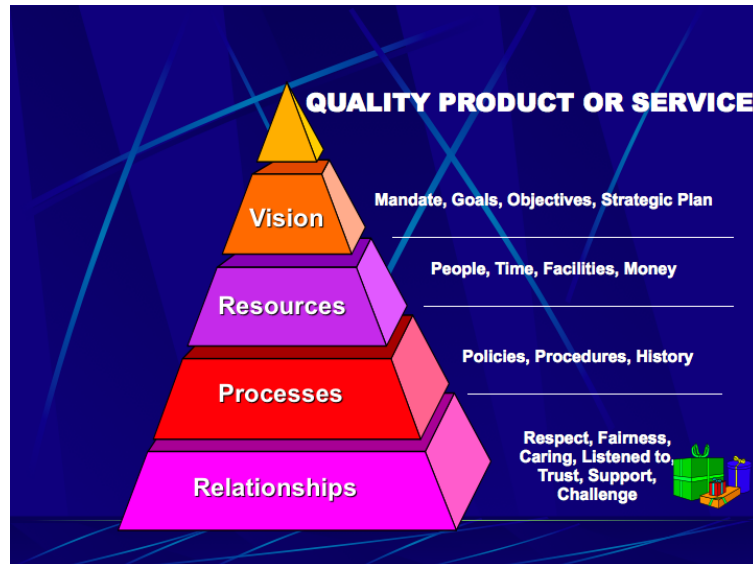 QUALITY PRODUCT OR SERVICE
Vision
Mandate, Goals, Objectives, Strategic Plan
Resources
People, Time, Facilities, Money
Processes
Policies, Procedures, History
Relationships
Respect, Fairness,
Caring, Listened to,
Trust, Support,
Challenge